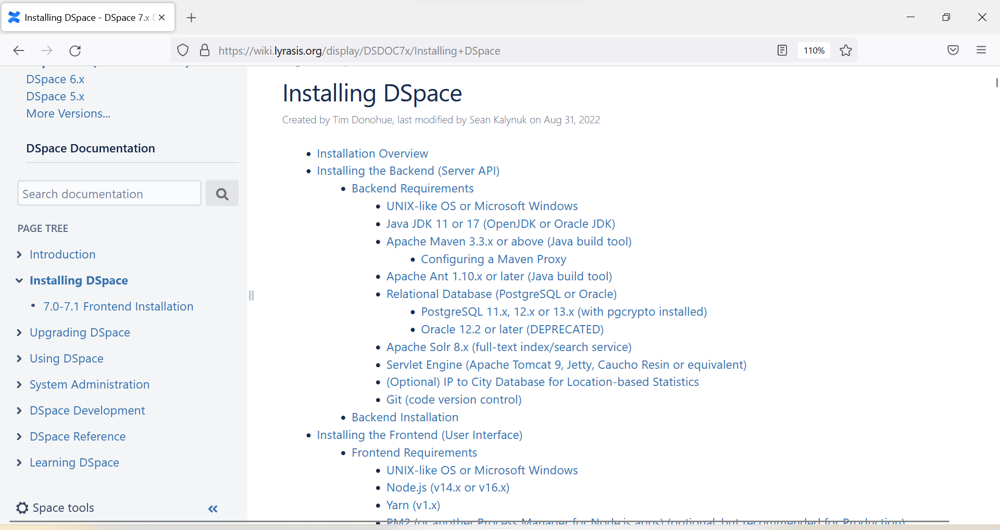 Installing DSpace - DSpace 7.x
https://wiki.lyrasis.org/display/DSDOC7x/Installing+DSpace
110%
DSpace 6.x
DSpace 5.x
More Versions...
DSpace Documentation
Search documentation
PAGE TREE
Introduction
Installing DSpace
7.0-7.1 Frontend Installation
Upgrading DSpace
Using DSpace
System Administration
DSpace Development
DSpace Reference
Learning DSpace
Space tools
Installing DSpace
Created by Tim Donohue, last modified by Sean Kalynuk on Aug 31, 2022
Installation Overview
Installing the Backend (Server API)
Backend Requirements
UNIX-like OS or Microsoft Windows
Java JDK 11 or 17 (OpenJDK or Oracle JDK)
Apache Maven 3.3.x or above (Java build tool)
Configuring a Maven Proxy
Apache Ant 1.10.x or later (Java build tool)
Relational Database (PostgreSQL or Oracle)
PostgreSQL 11.x, 12.x or 13.x (with pgcrypto installed)
Oracle 12.2 or later (DEPRECATED)
Apache Solr 8.x (full-text index/search service)
Servlet Engine (Apache Tomcat 9, Jetty, Caucho Resin or equivalent)
(Optional) IP to City Database for Location-based Statistics
Git (code version control)
Backend Installation
Installing the Frontend (User Interface)
Frontend Requirements
UNIX-like OS or Microsoft Windows
Node.js (v14.x or v16.x)
Yarn (v1.x)
PM2 (or another Process Manager for Node.js apps) (optional, but recommended for Production)